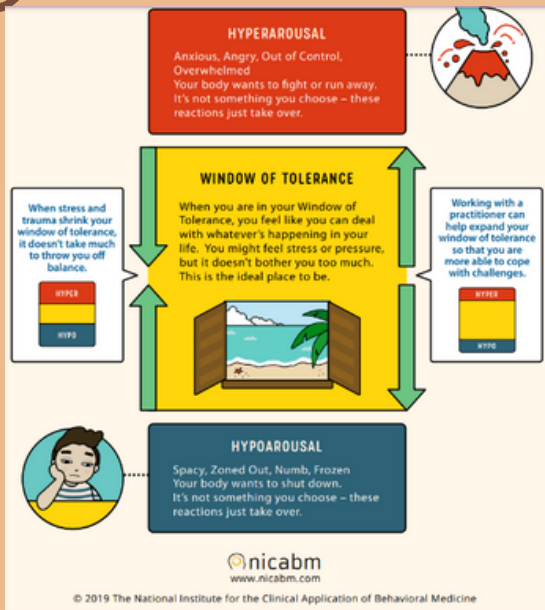 HYPERAROUSAL
Anxious, Angry, Out of Control,
Overwhelmed
Your body wants to fight or run away.
It's not something you choose – these
reactions just take over.
WINDOW OF TOLERANCE
When you are in your Window of
Tolerance, you feel like you can deal
with whatever's happening in your
life. You might feel stress or pressure,
but it doesn't bother you too much.
This is the ideal place to be.
When stress and
trauma shrink your
window of tolerance,
it doesn't take much
to throw you off
balance.
HYPER
HYPO
Working with a
practitioner can
help expand your
window of tolerance
so that you are
more able to cope
with challenges.
HYPER
HYPO
HYPOAROUSAL
Spacy, Zoned Out, Numb, Frozen
Your body wants to shut down.
It's not something you choose – these
reactions just take over.
nicabm
www.nicabm.com
© 2019 The National Institute for the Clinical Application of Behavioral Medicine